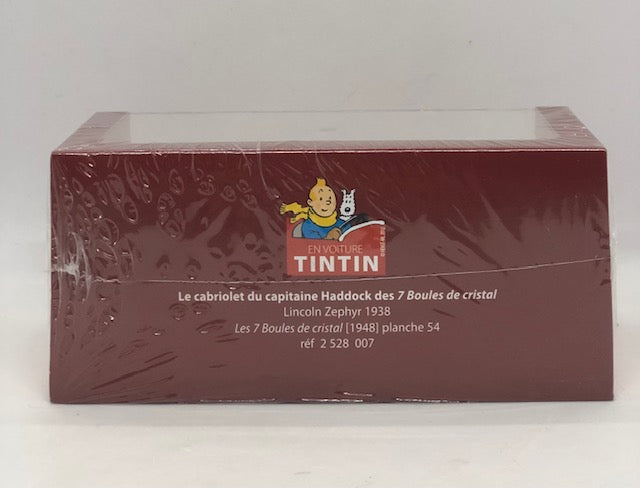 EN VOITURE
TINTIN
Le cabriolet du capitaine Haddock des 7 Boules de cristal
Lincoln Zephyr 1938
Les 7 Boules de cristal [1948] planche 54
réf 2 528 007